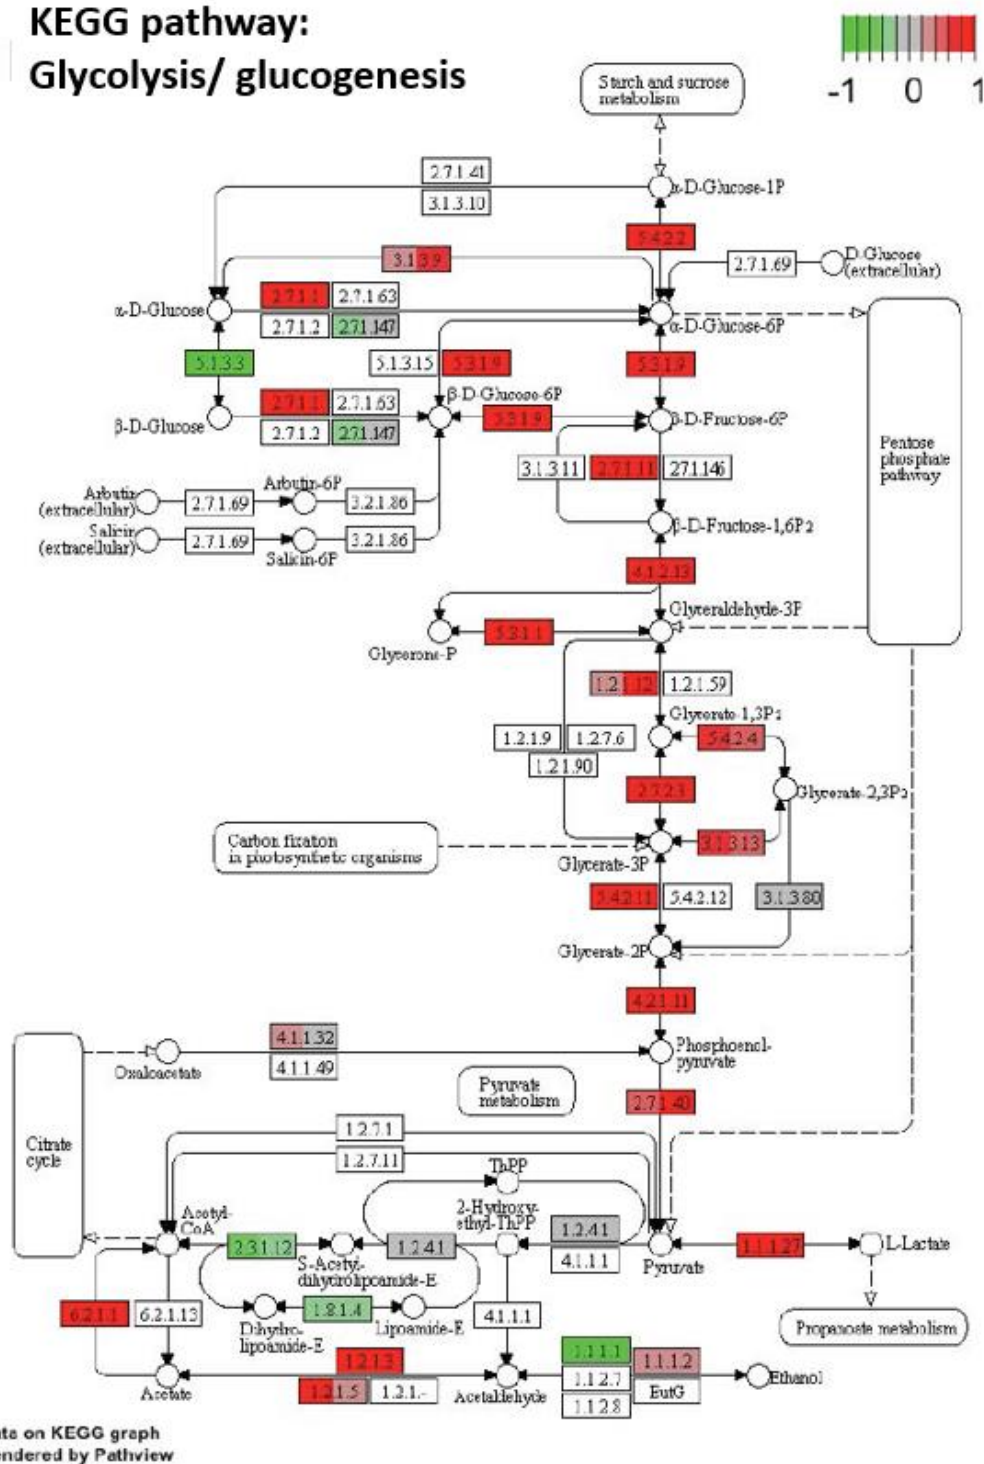 KEGG pathway:
Glycolysis/ glucogenesis
-1 0 1
Starch and sucrose
metabolism
2.7.1.41
3.1.3.10
α-D-Glucose-1P
5.4.2.2
3.1.3.9
2.7.1.69
D-Glucose
(extracellular)
α-D-Glucose
2.7.1.1 2.7.1.63
2.7.1.2 2.7.1.147
α-D-Glucose-6P
5.1.3.3
5.1.3.15 5.3.1.9
5.3.1.9
β-D-Glucose-6P
2.7.1.1 2.7.1.63
2.7.1.2 2.7.1.147
β-D-Glucose
5.3.1.9
β-D-Fructose-6P
Pentose
phosphate
pathway
3.1.3.11 2.7.1.11 2.7.1.146
Arbutin
(extracellular)
2.7.1.69
Arbutin-6P
3.2.1.86
Salicin
(extracellular)
2.7.1.69
Salicin-6P
3.2.1.86
β-D-Fructose-1,6P2
4.1.2.13
Glyceraldehyde-3P
5.3.1.1
Glycerone-P
1.2.1.12 1.2.1.59
Glycerate-1,3P2
1.2.1.9 1.2.7.6
1.2.1.90
5.4.2.4
2.7.2.3
Glycerate-2,3P2
Carbon fixation
in photosynthetic organisms
Glycerate-3P
3.1.3.13
5.4.2.11 5.4.2.12
3.1.3.80
Glycerate-2P
4.2.1.11
4.1.1.32
4.1.1.49
Oxaloacetate
Phosphoenol-
pyruvate
Pyruvate
metabolism
2.7.1.40
Citrate
cycle
1.2.7.1
1.2.7.11
ThPP
2-Hydroxy-
ethyl-ThPP
Acetyl-
CoA
2.3.1.12
1.2.4.1
1.2.4.1
4.1.1.1
S-Acetyl-
dihydrolipoamide-E
Pyruvate
1.1.1.27
L-Lactate
6.2.1.1 6.2.1.13
1.8.1.4
4.1.1.1
Dihydro-
lipoamide-E
Lipoamide-E
Propanoate metabolism
1.2.1.3
1.2.1.5 1.2.1.-
Acetate
Acetaldehyde
1.1.1.1 1.1.1.2
1.1.2.7 EutG
1.1.2.8
Ethanol
on KEGG graph
by Pathview